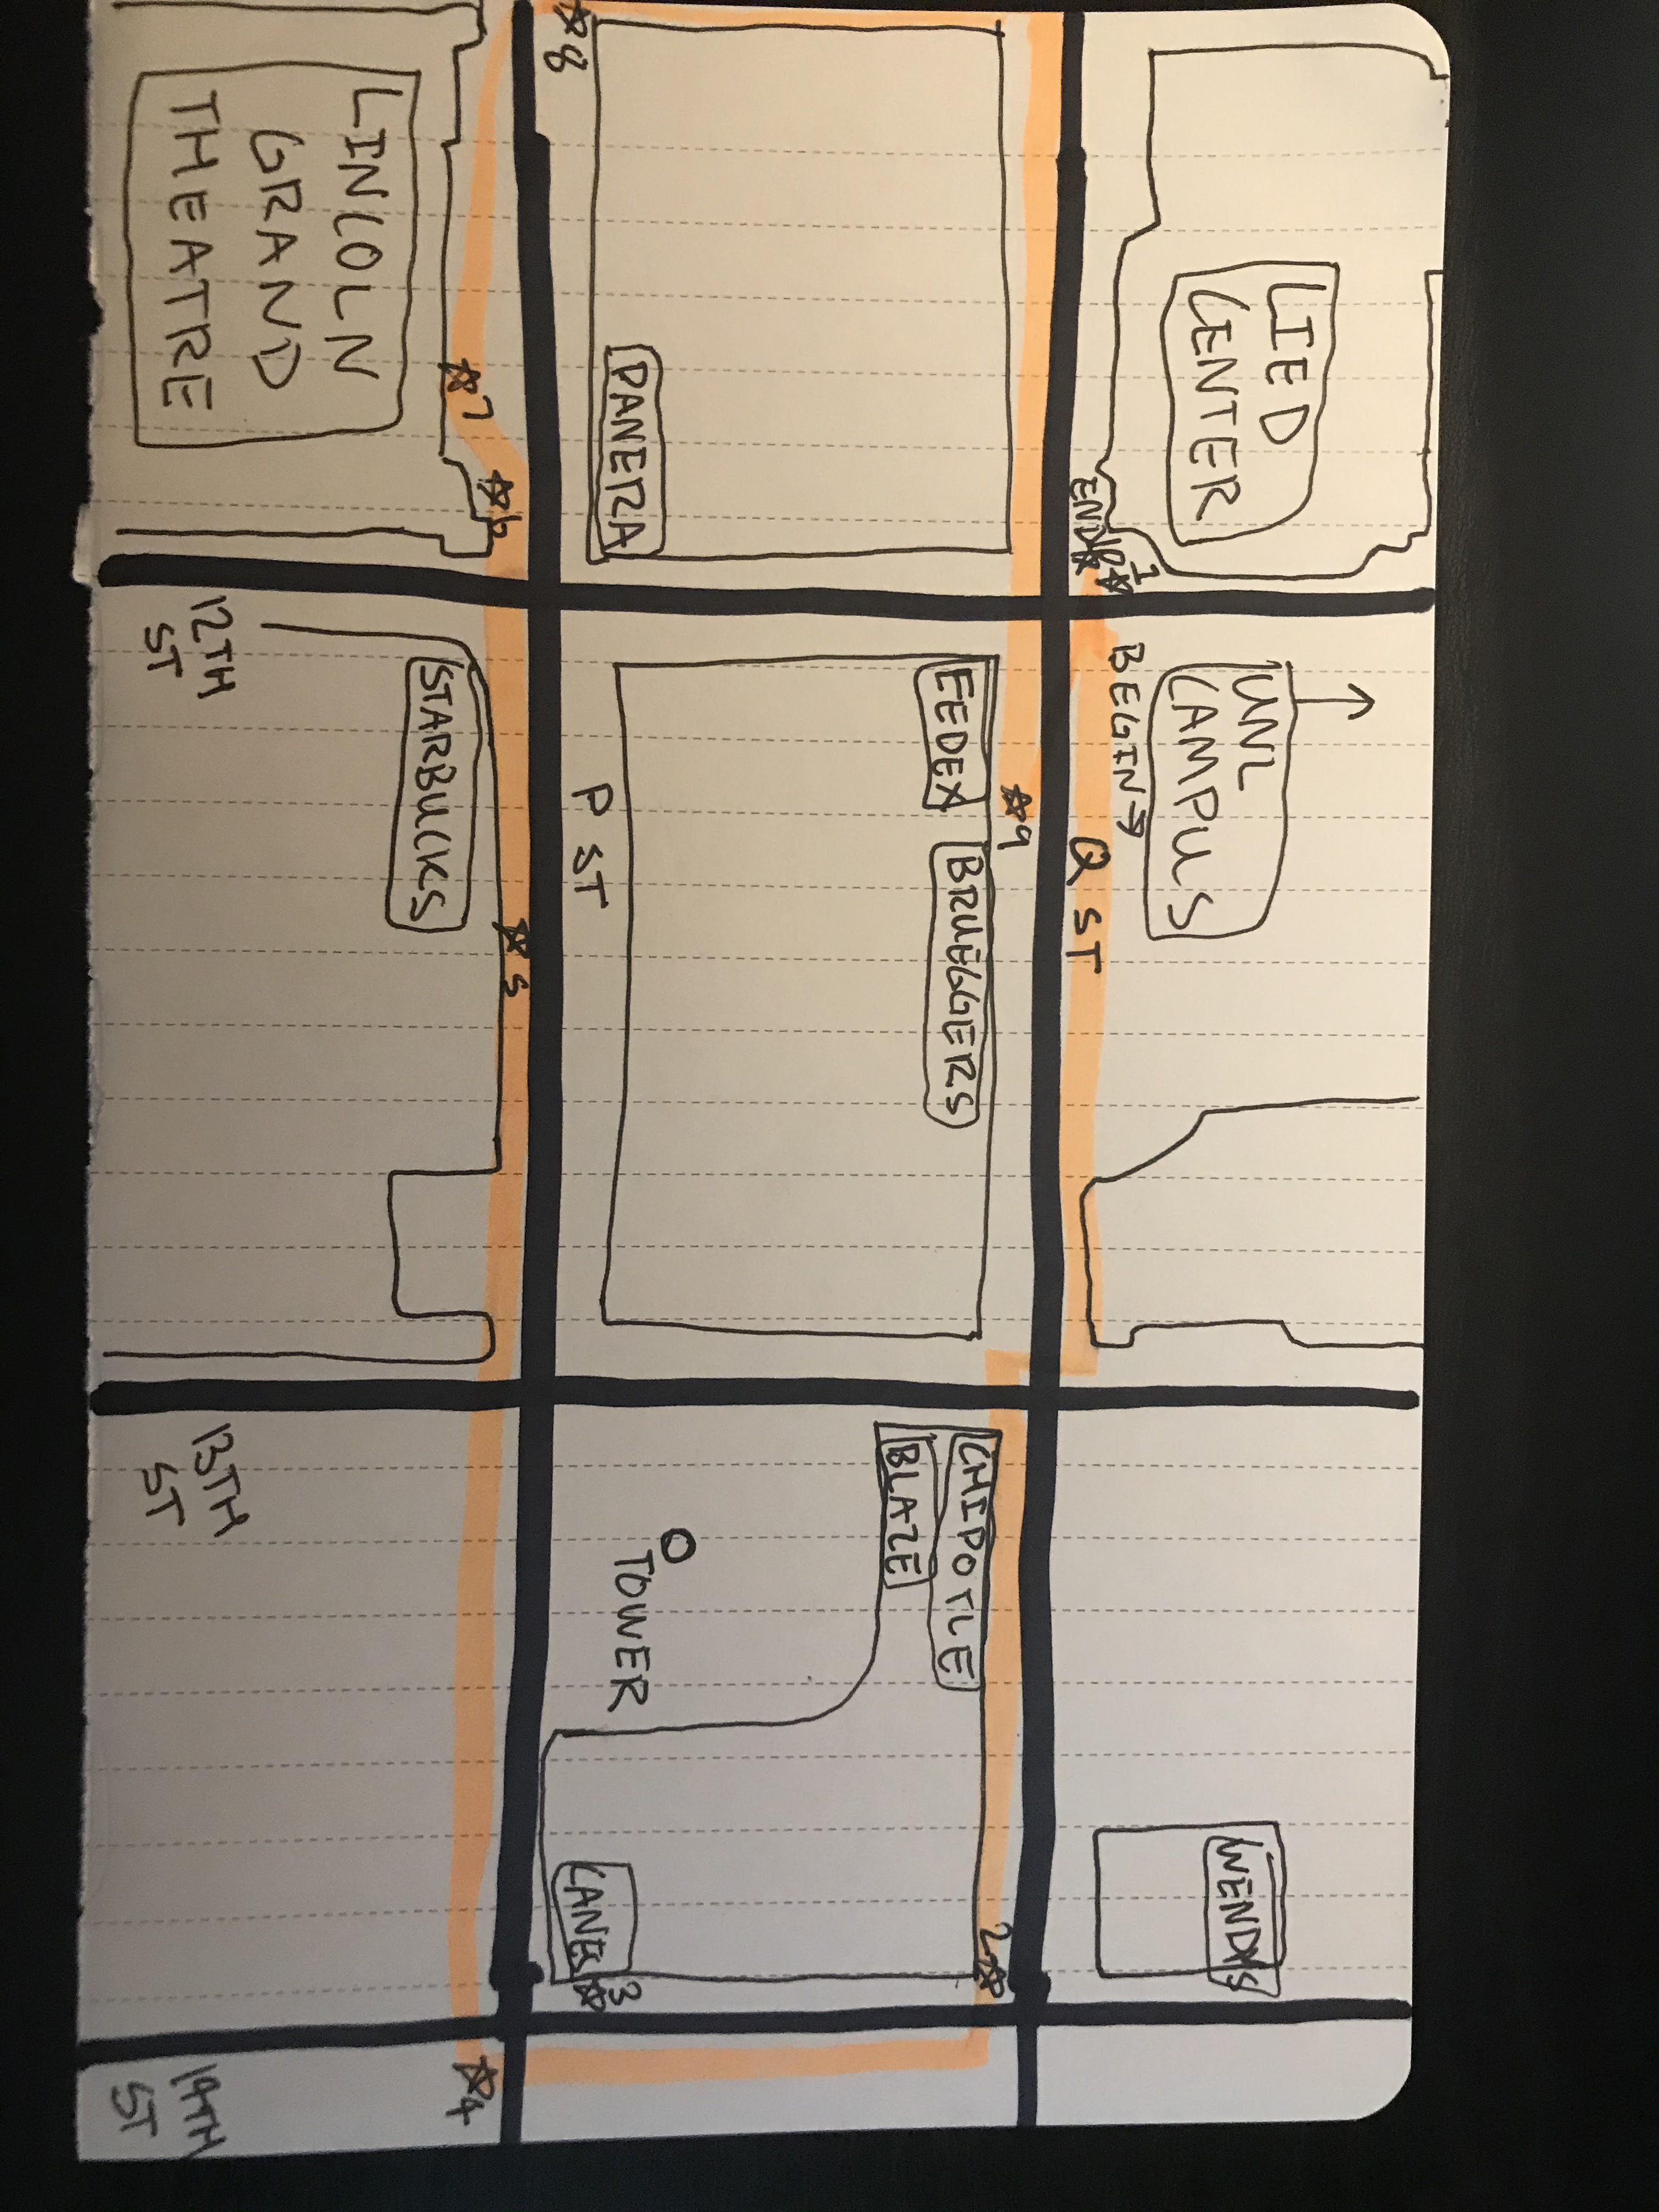 LIED
CENTER
UNL
CAMPUS
WENDYS
1
BEGIN →
END 10
Q ST
9
2
FEDEX
BRUEGGERS
CHIPOTLE
BLAZE
TOWER
PANERA
3
CANES
P ST
8
6
5
7
4
STARBUCKS
LINCOLN
GRAND
THEATRE
12TH
ST
13TH
ST
14TH
ST